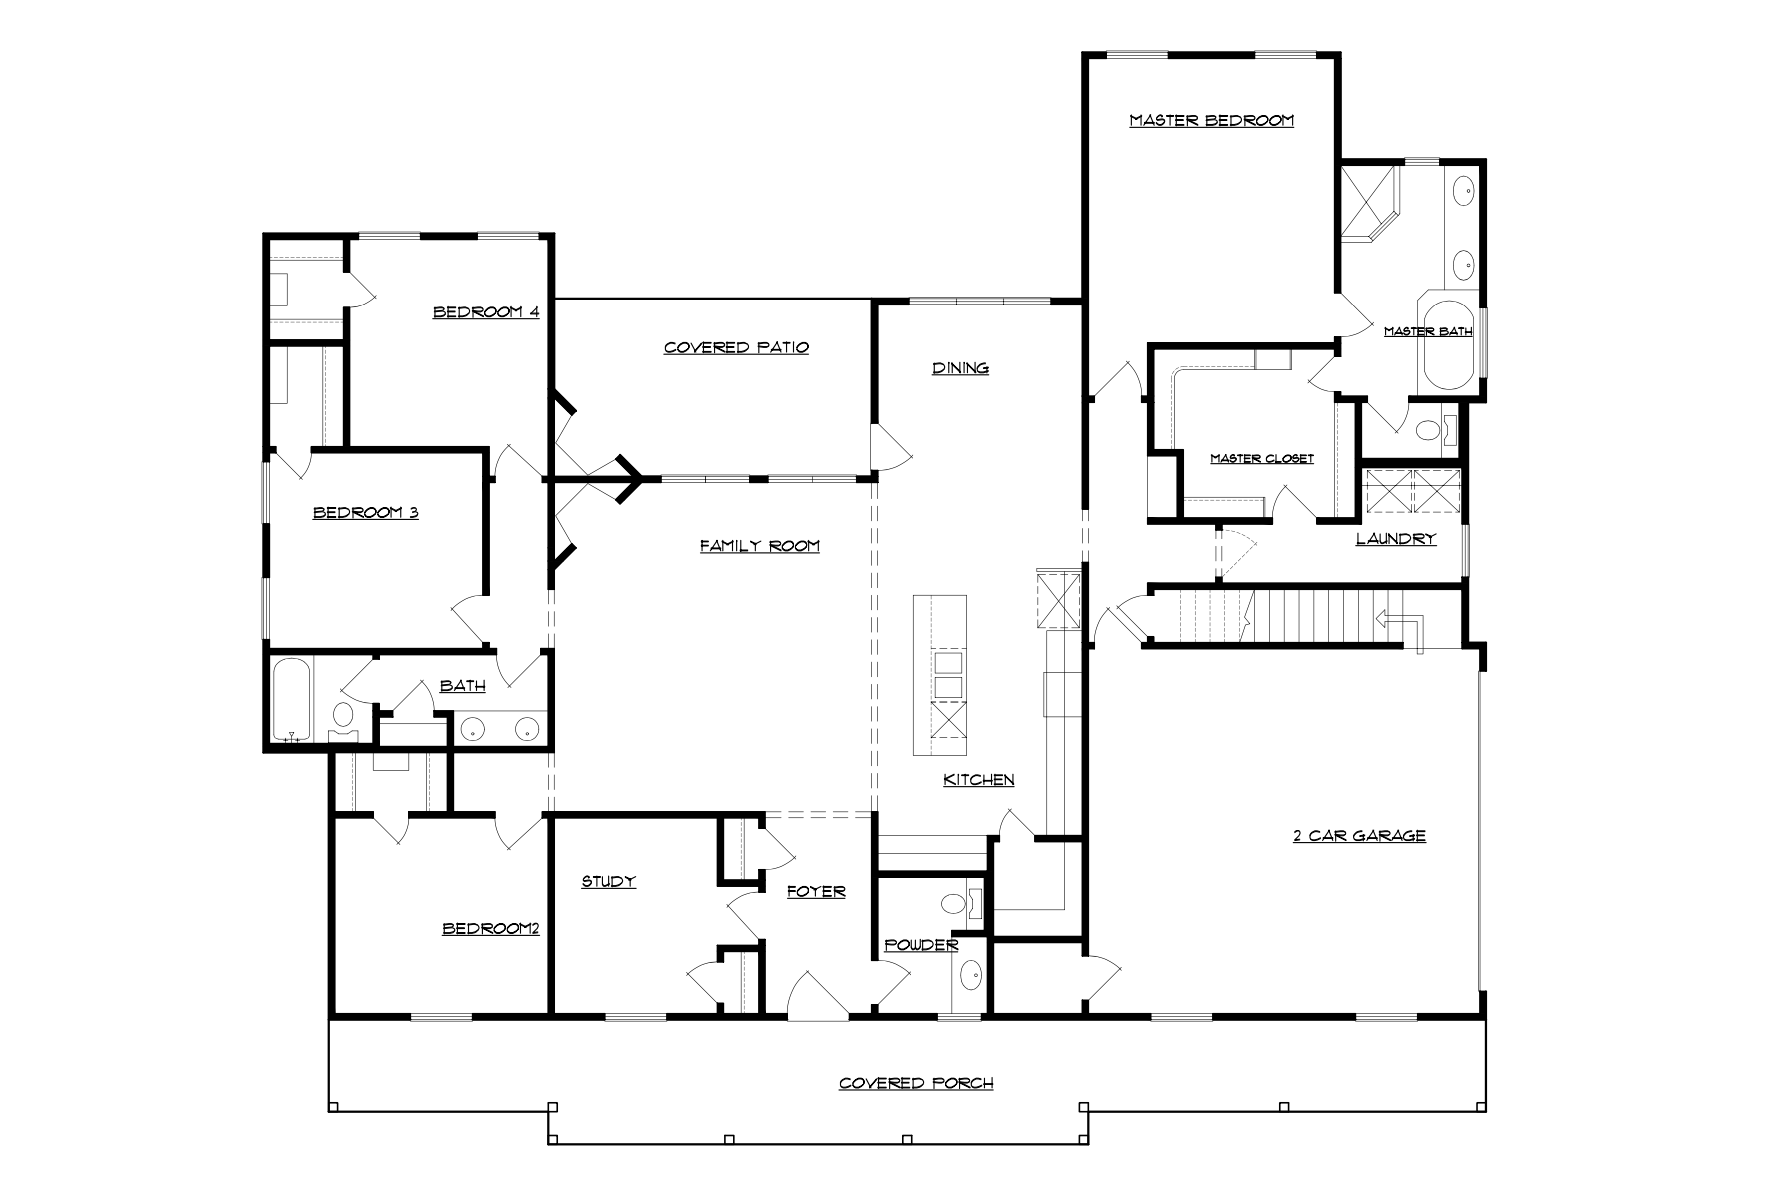 MASTER BEDROOM
BEDROOM 4
MASTER BATH
COVERED PATIO
DINING
MASTER CLOSET
BEDROOM 3
LAUNDRY
FAMILY ROOM
BATH
KITCHEN
2 CAR GARAGE
STUDY
FOYER
BEDROOM2
POWDER
COVERED PORCH